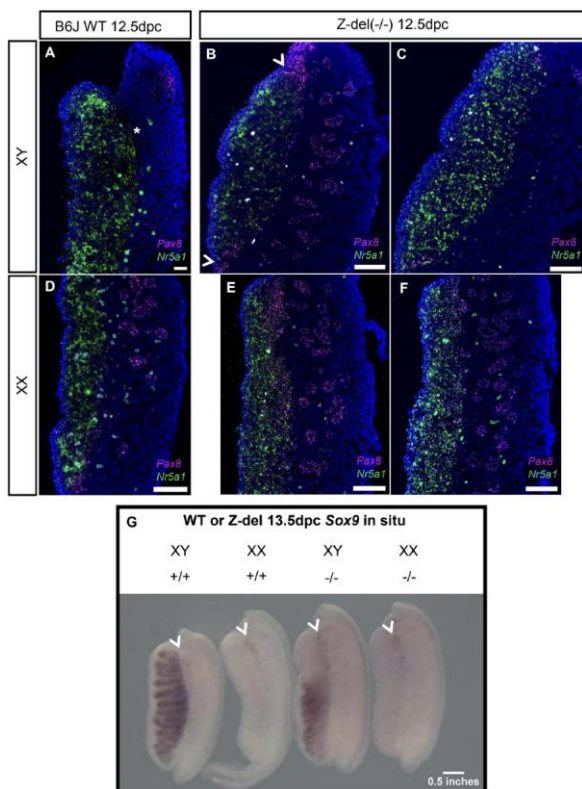 B6J WT 12.5dpc
Z-del(-/-) 12.5dpc
XY
A
*
Pax8
Nr5a1
B
Pax8
Nr5a1
C
Pax8
Nr5a1
XX
D
Pax8
Nr5a1
E
Pax8
Nr5a1
F
Pax8
Nr5a1
G WT or Z-del 13.5dpc Sox9 in situ
XY XX XY XX
+/+ +/+ -/- -/-
0.5 inches